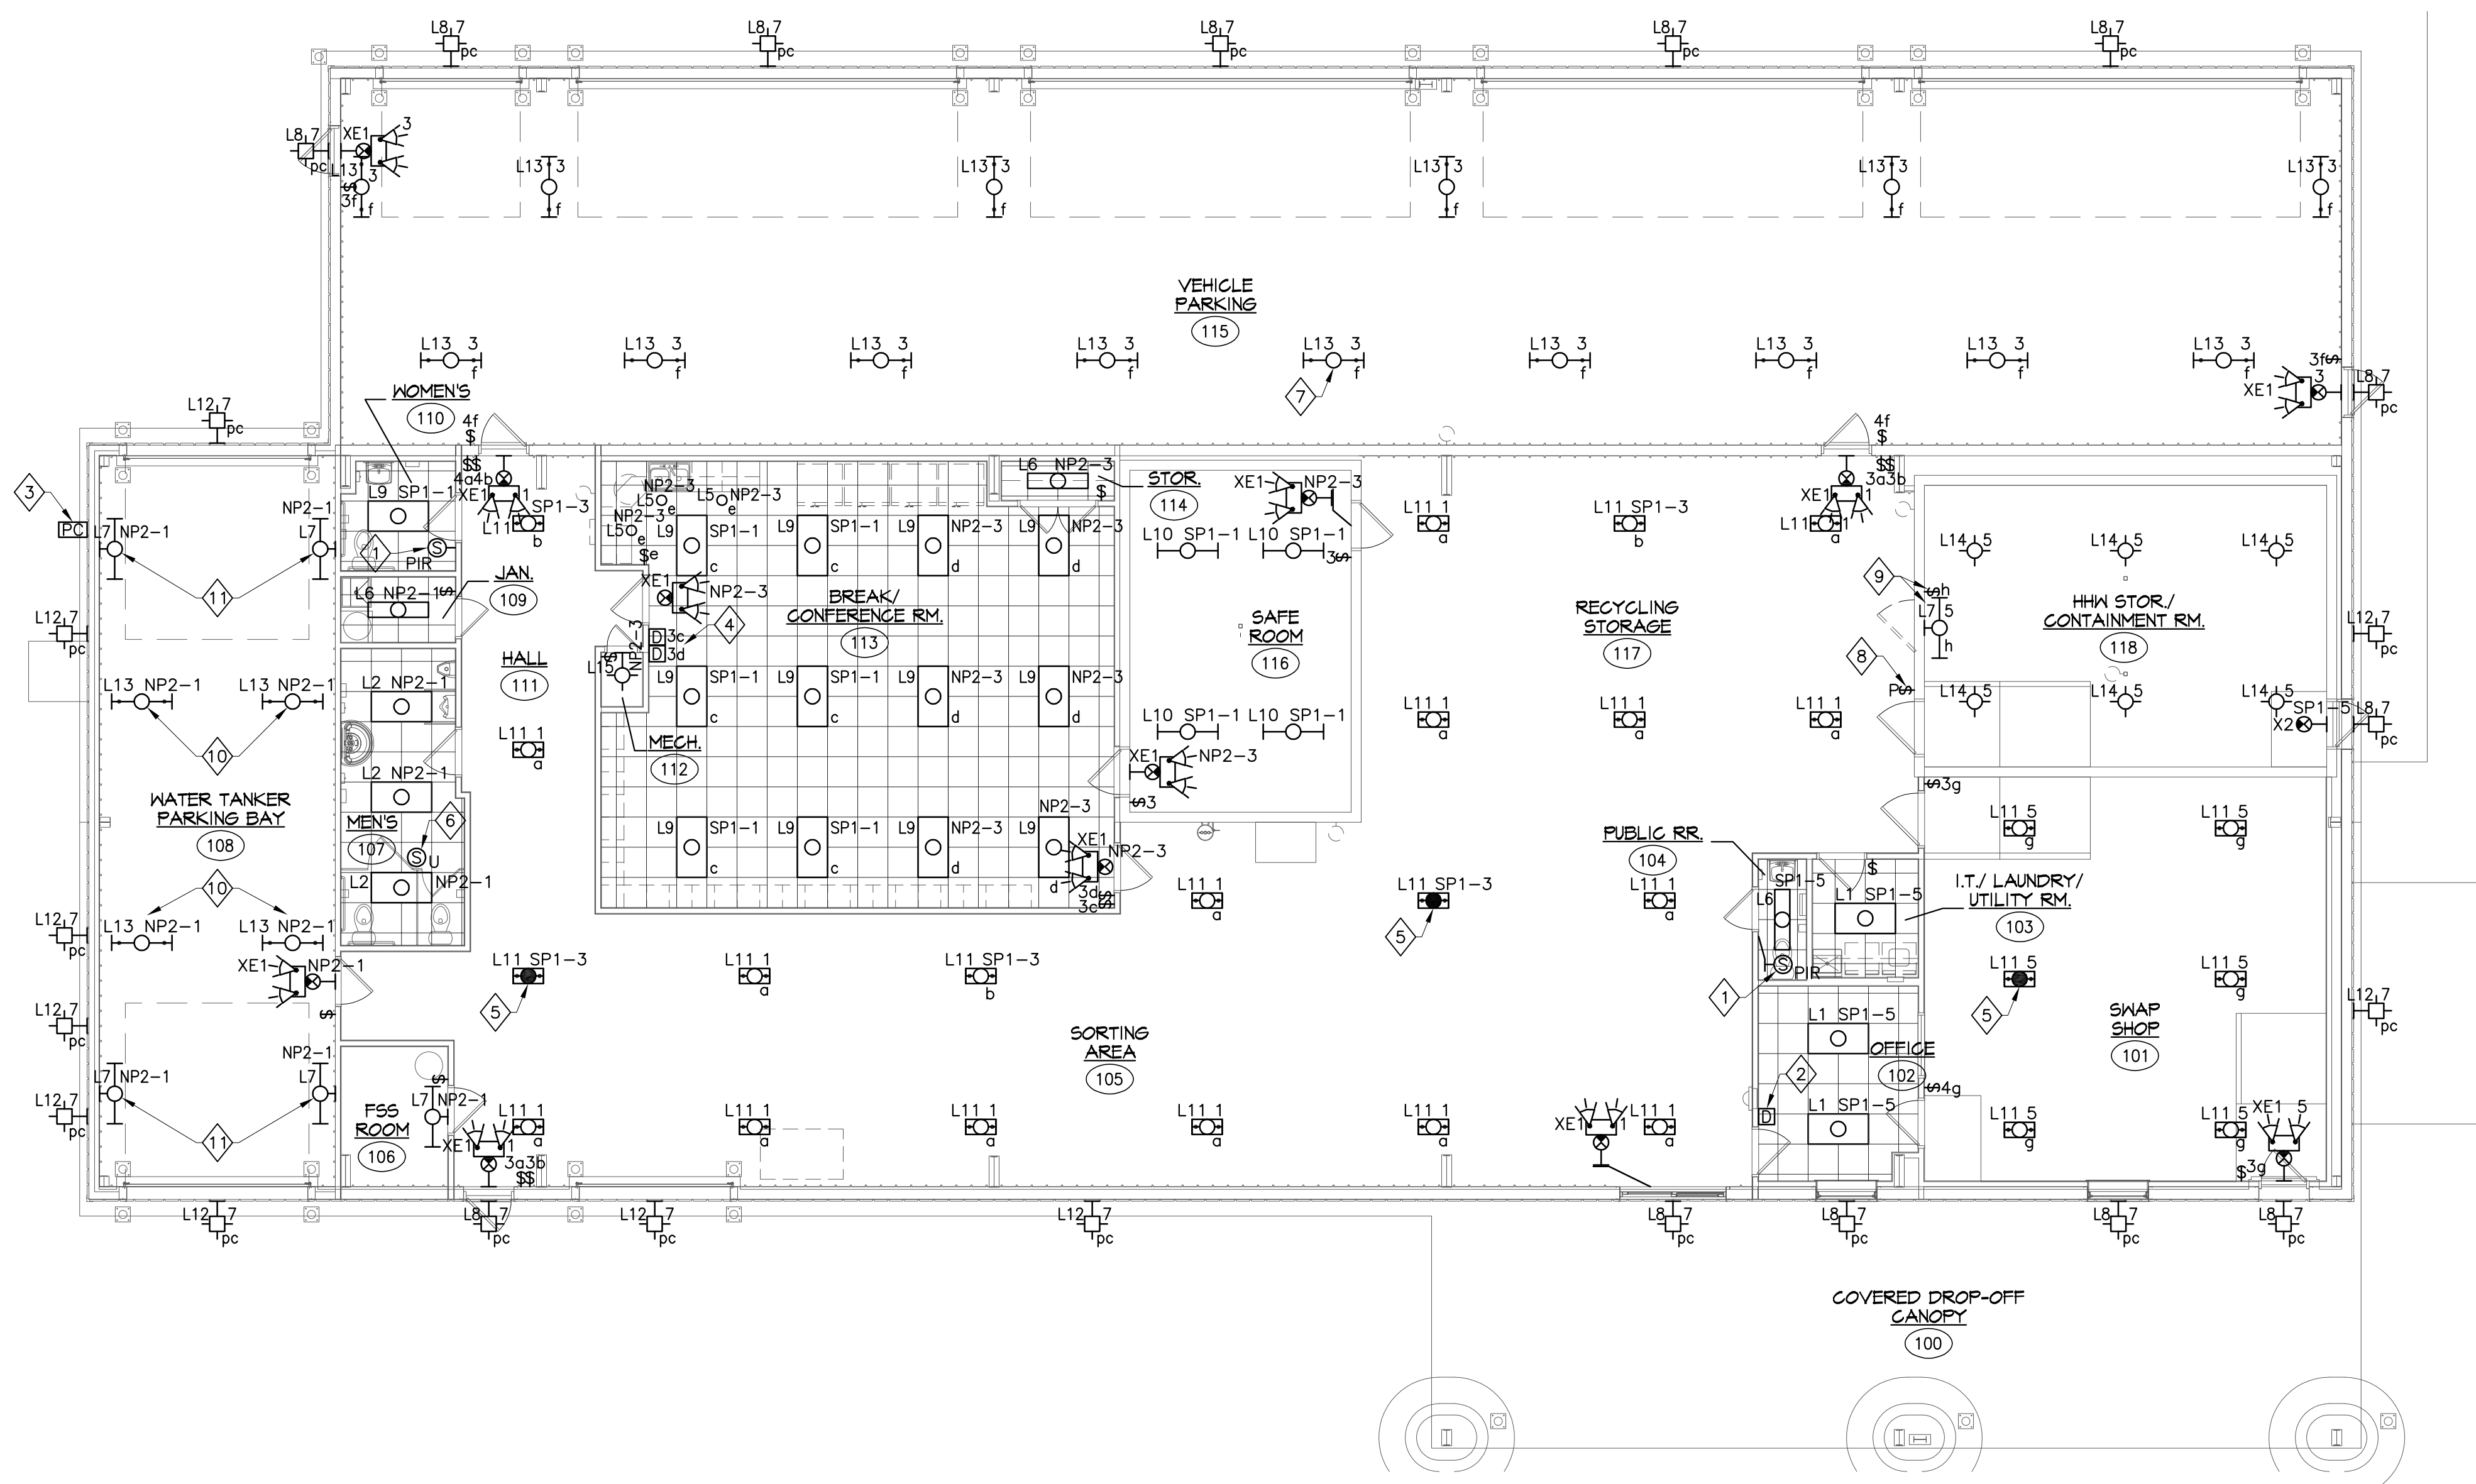 L8 7 L8 7 L8 7 L8 7 L8 7
pc pc pc pc pc
L8 7 XE1 3
pc L13 3 L13 3 L13 3 L13 3 L13 3 L13 3
$ 3f f f f f f f
VEHICLE
PARKING
115
L13 3 L13 3 L13 3 L13 3 L13 3 L13 3 L13 3 L13 3 L13 3 3f $
f f f f f f f f f
7
XE1 3 L8 7
pc
WOMEN'S
110
L12 7
pc
4f
$
$$
4a4b
XE1 1
4f
$
$$
3a3b
XE1 1
3
PC
L9 SP1-1
1
S
PIR
SP1-3
L11
b
NP2-3
L5 e
L5 NP2-3
e
NP2-3
L5 e
$e
L6 NP2-3
$
STOR.
114
XE1 NP2-3
L10 SP1-1 L10 SP1-1
3$
L11 1
a
L11 SP1-3
b
L11 1
a
L14 5 L14 5 L14 5
NP2-1
L7 NP2-1 L7
11
L9 SP1-1 L9 SP1-1 L9 NP2-3 L9 NP2-3
c c d d
JAN.
109
L6 NP2-1 $
XE1
NP2-3
BREAK/
CONFERENCE RM.
113
4
D 3c
D 3d
NP2-3
$
L15
SAFE
ROOM
116
RECYCLING
STORAGE
117
9
$h
L7 5
h
HHW STOR./
CONTAINMENT RM.
118
L12 7
pc
L12 7
pc
HALL
111
8
P$
L14 5 L14 5 L14 5
SP1-5
X2
L8 7
pc
L13 NP2-1 L13 NP2-1
10
L2 NP2-1
L9 SP1-1 L9 SP1-1 L9 NP2-3 L9 NP2-3
c c d d
L10 SP1-1 L10 SP1-1
L11 1 L11 1 L11 1
a a a
L11 1
a
MECH.
112
L2 NP2-1
XE1 NP2-3
$3
$3g
WATER TANKER
PARKING BAY
108
MEN'S
107
6
S U
L2 NP2-1
NP2-3
L9 SP1-1 L9 SP1-1 L9 NP2-3 L9
c c d d
XE1
NP2-3
3d $
3c $
PUBLIC RR.
104
SP1-5
L6
S
PIR
1
$
L1 SP1-5
I.T./ LAUNDRY/
UTILITY RM.
103
L11 5 L11 5
g g
10
L12 7
pc
L13 NP2-1 L13 NP2-1
XE1 NP2-1
$
L11 1
a
L11 SP1-3
5
L11 1
a
L11 SP1-3
5
L11 1
a
L11 SP1-3
b
L11 5
5
L11 5
g
L12 7
pc
L12 7
pc
SORTING
AREA
105
L1 SP1-5
OFFICE
102
2
D
$4g
SWAP
SHOP
101
NP2-1
L7 NP2-1 L7
11
L12 7
pc
$
L7 NP2-1
FSS
ROOM
106
XE1 1
3a3b
$$
L11 1 L11 1 L11 1 L11 1 L11 1
a a a a a
XE1 1
L11 1
a
L1 SP1-5
L11 5 L11 5
g g
XE1 5
$3g
L12 7 L8 7 L12 7 L12 7 L8 7 L8 7 L8 7 L8 7
pc pc pc pc pc pc pc pc
COVERED DROP-OFF
CANOPY
100